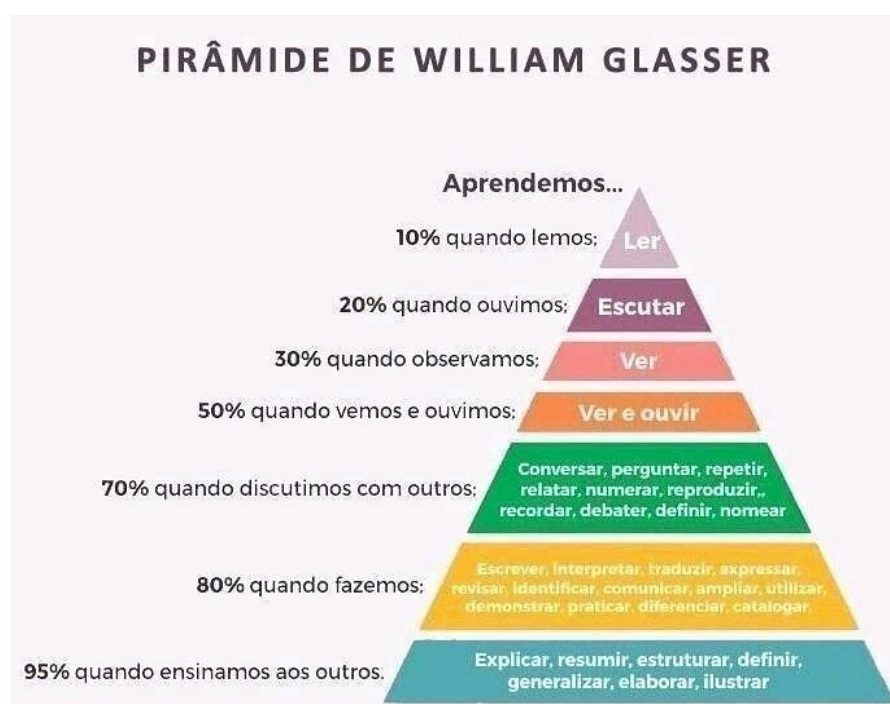 PIRÂMIDE DE WILLIAM GLASSER
Aprendemos...
10% quando lemos;
Ler
20% quando ouvimos;
Escutar
30% quando observamos;
Ver
50% quando vemos e ouvimos;
Ver e ouvir
70% quando discutimos com outros;
Conversar, perguntar, repetir,
relatar, numerar, reproduzir,,
recordar, debater, definir, nomear
80% quando fazemos;
Escrever, interpretar, traduzir, expressar,
revisar, identificar, comunicar, ampliar, utilizar,
demonstrar, praticar, diferenciar, catalogar.
95% quando ensinamos aos outros.
Explicar, resumir, estruturar, definir,
generalizar, elaborar, ilustrar